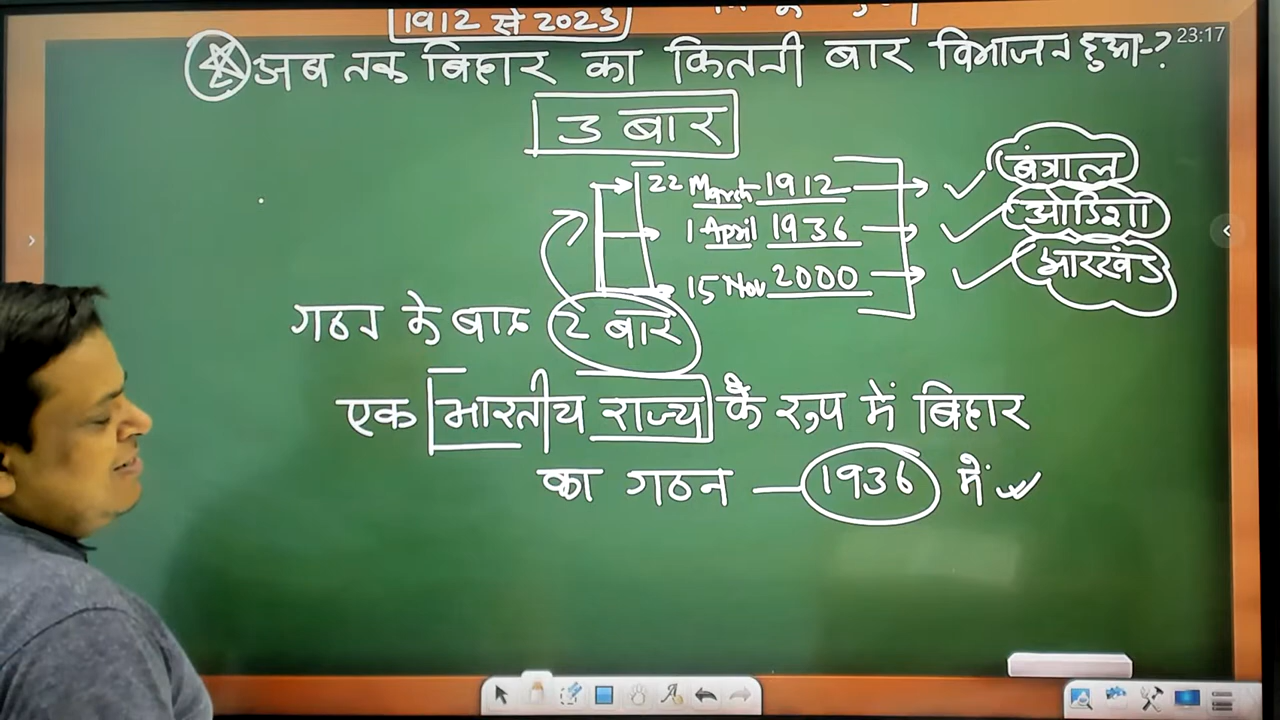 1912 से 2023
23:17
अब तक बिहार का कितनी बार विभाजन हुआ-?
3 बार
22 March 1912 बंगाल
1 April 1936 ओडिशा
15 Nov 2000 झारखंड
गठन के बाद 2 बार
एक भारतीय राज्य के रूप में बिहार
का गठन - 1936 में